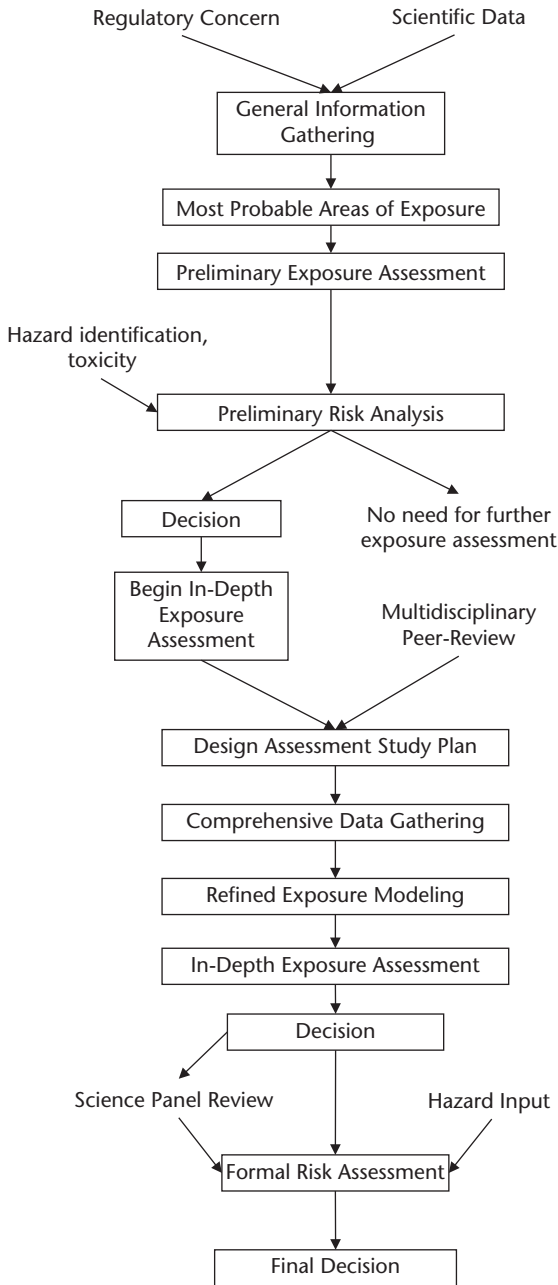 Regulatory Concern
Scientific Data
General Information
Gathering
Most Probable Areas of Exposure
Preliminary Exposure Assessment
Hazard identification,
toxicity
Preliminary Risk Analysis
Decision
No need for further
exposure assessment
Begin In-Depth
Exposure
Assessment
Multidisciplinary
Peer-Review
Design Assessment Study Plan
Comprehensive Data Gathering
Refined Exposure Modeling
In-Depth Exposure Assessment
Decision
Science Panel Review
Hazard Input
Formal Risk Assessment
Final Decision